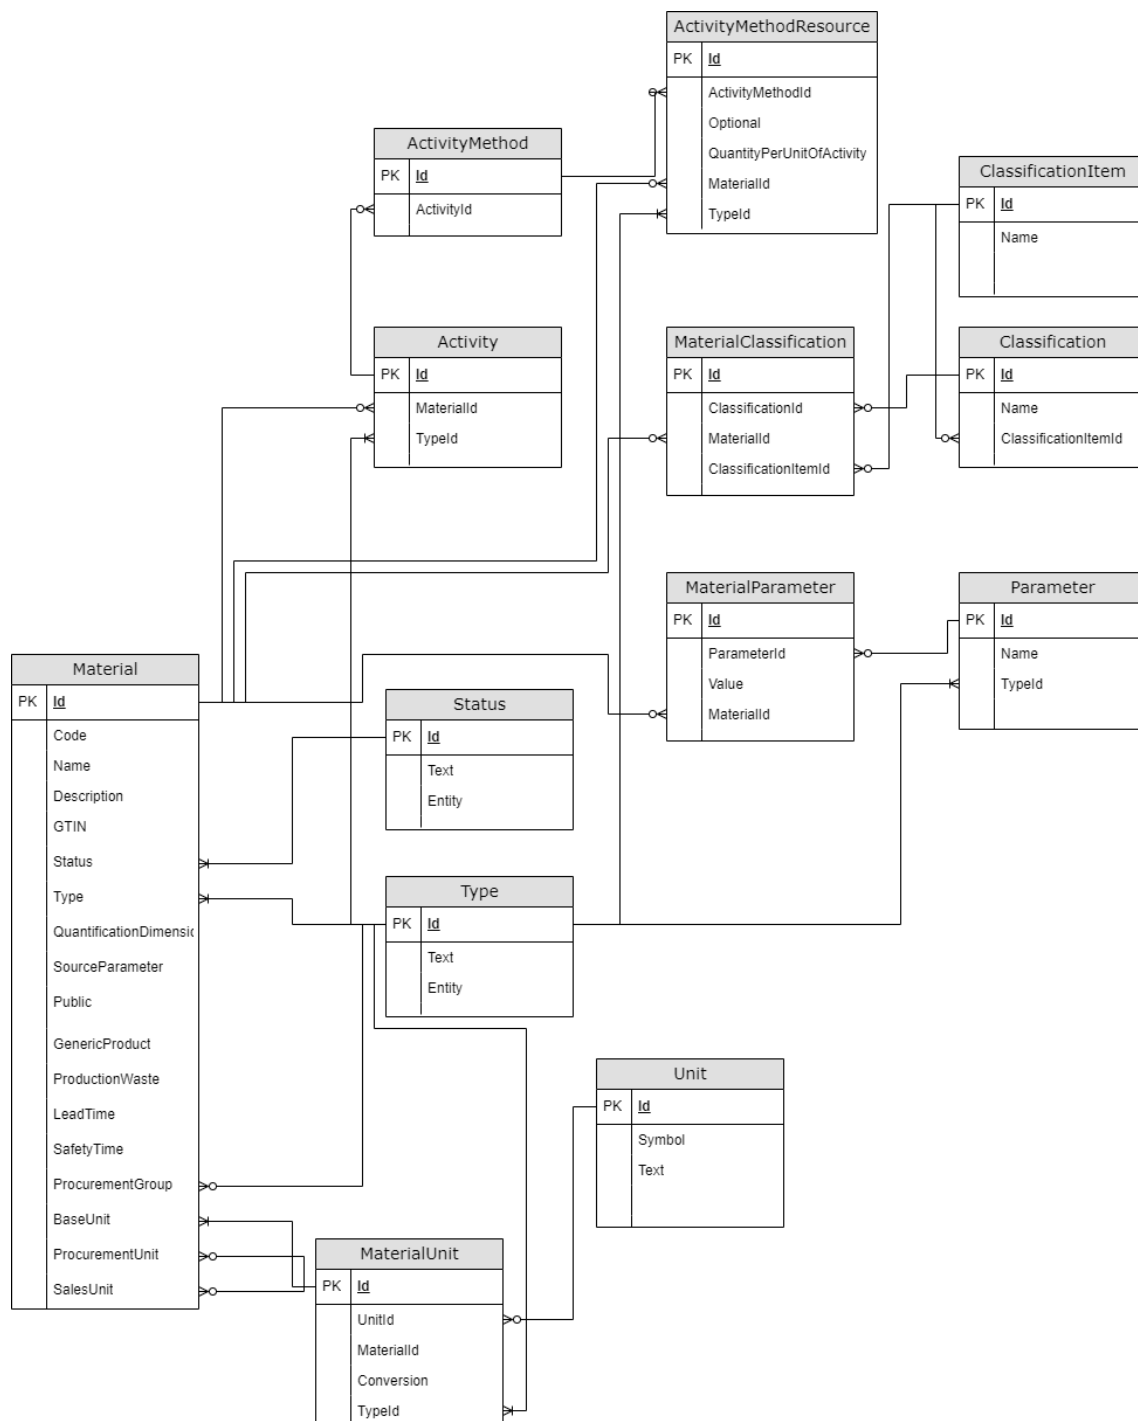 ActivityMethodResource
PK Id
ActivityMethodId
Optional
QuantityPerUnitOfActivity
MaterialId
TypeId
ActivityMethod
PK Id
ActivityId
ClassificationItem
PK Id
Name
Activity
PK Id
MaterialId
TypeId
MaterialClassification
PK Id
ClassificationId
MaterialId
ClassificationItemId
Classification
PK Id
Name
ClassificationItemId
MaterialParameter
PK Id
ParameterId
Value
MaterialId
Parameter
PK Id
Name
TypeId
Material
PK Id
Code
Name
Description
GTIN
Status
Type
QuantificationDimensic
SourceParameter
Public
GenericProduct
ProductionWaste
LeadTime
SafetyTime
ProcurementGroup
BaseUnit
ProcurementUnit
SalesUnit
Status
PK Id
Text
Entity
Type
PK Id
Text
Entity
Unit
PK Id
Symbol
Text
MaterialUnit
PK Id
UnitId
MaterialId
Conversion
TypeId